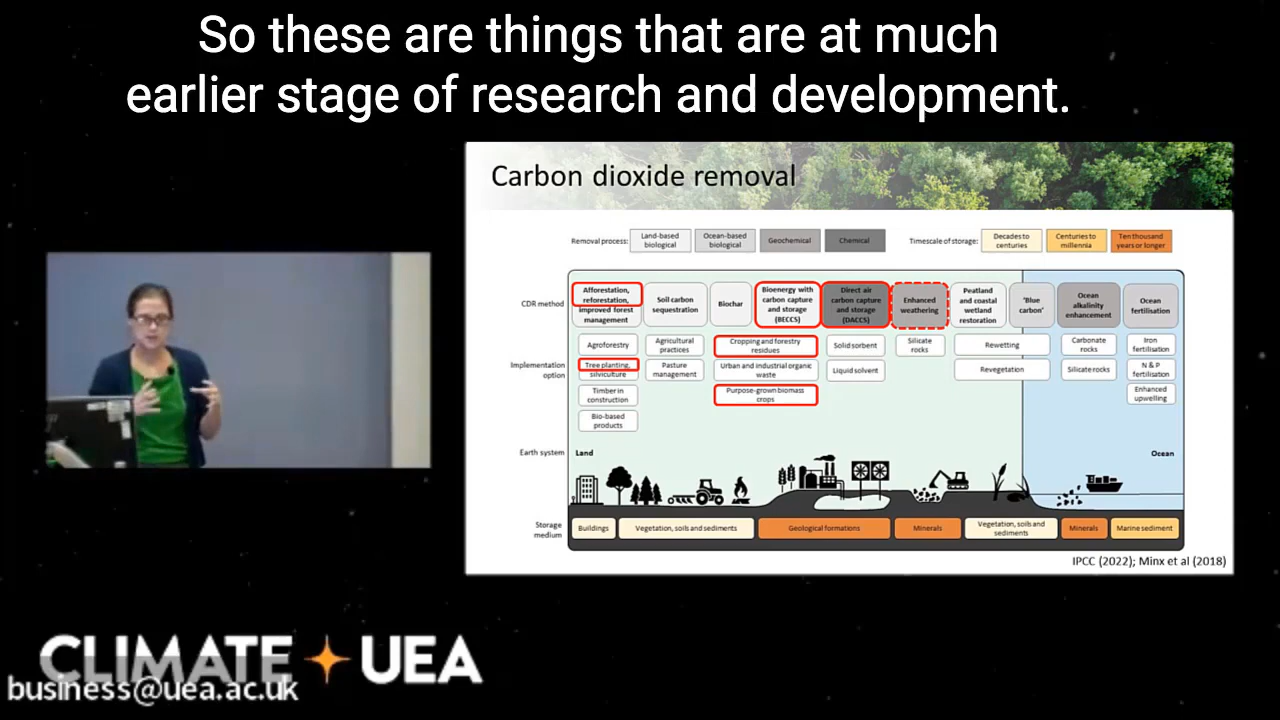 So these are things that are at much
earlier stage of research and development.
Carbon dioxide removal
Removal process:
Land-based
biological
Ocean-based
biological
Geochemical
Chemical
Timescale of storage:
Decades to
centuries
Centuries to
millennia
Ten thousand
years or longer
CDR method
Afforestation,
reforestation,
improved forest
management
Soil carbon
sequestration
Biochar
Bioenergy with
carbon capture
and storage
(BECCS)
Direct air
carbon capture
and storage
(DACCS)
Enhanced
weathering
Peatland
and coastal
wetland
restoration
'Blue
carbon'
Ocean
alkalinity
enhancement
Ocean
fertilisation
Implementation
option
Agroforestry
Tree planting,
silviculture
Timber in
construction
Bio-based
products
Agricultural
practices
Pasture
management
Cropping and forestry
residues
Urban and industrial organic
waste
Purpose-grown biomass
crops
Solid sorbent
Liquid solvent
Silicate
rocks
Rewetting
Revegetation
Carbonate
rocks
Silicate rocks
Iron
fertilisation
N & P
fertilisation
Enhanced
upwelling
Earth system
Land
Ocean
Storage
medium
Buildings
Vegetation, soils and sediments
Geological formations
Minerals
Vegetation, soils and
sediments
Minerals
Marine sediment
IPCC (2022); Minx et al (2018)
CLIMATE UEA
business@uea.ac.uk